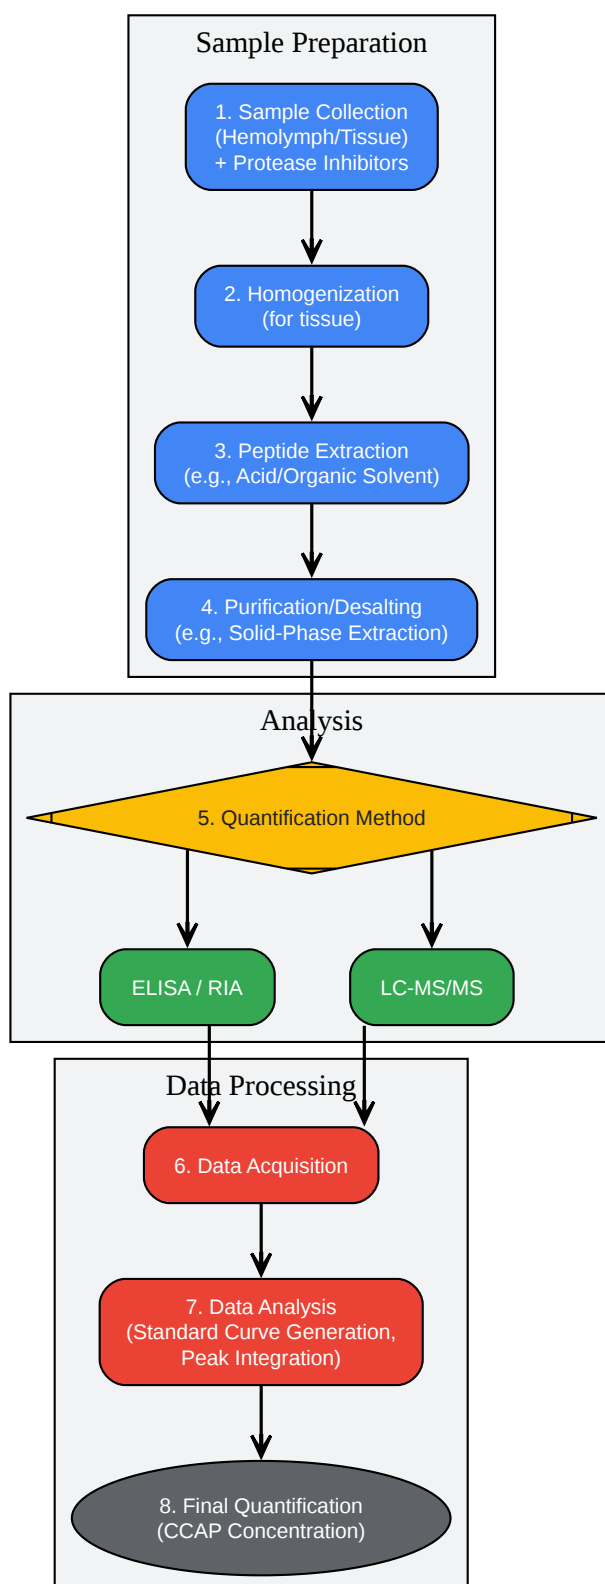 Sample Preparation
1. Sample Collection
(Hemolymph/Tissue)
+ Protease Inhibitors
2. Homogenization
(for tissue)
3. Peptide Extraction
(e.g., Acid/Organic Solvent)
4. Purification/Desalting
(e.g., Solid-Phase Extraction)
Analysis
5. Quantification Method
ELISA / RIA
LC-MS/MS
Data Processing
6. Data Acquisition
7. Data Analysis
(Standard Curve Generation,
Peak Integration)
8. Final Quantification
(CCAP Concentration)